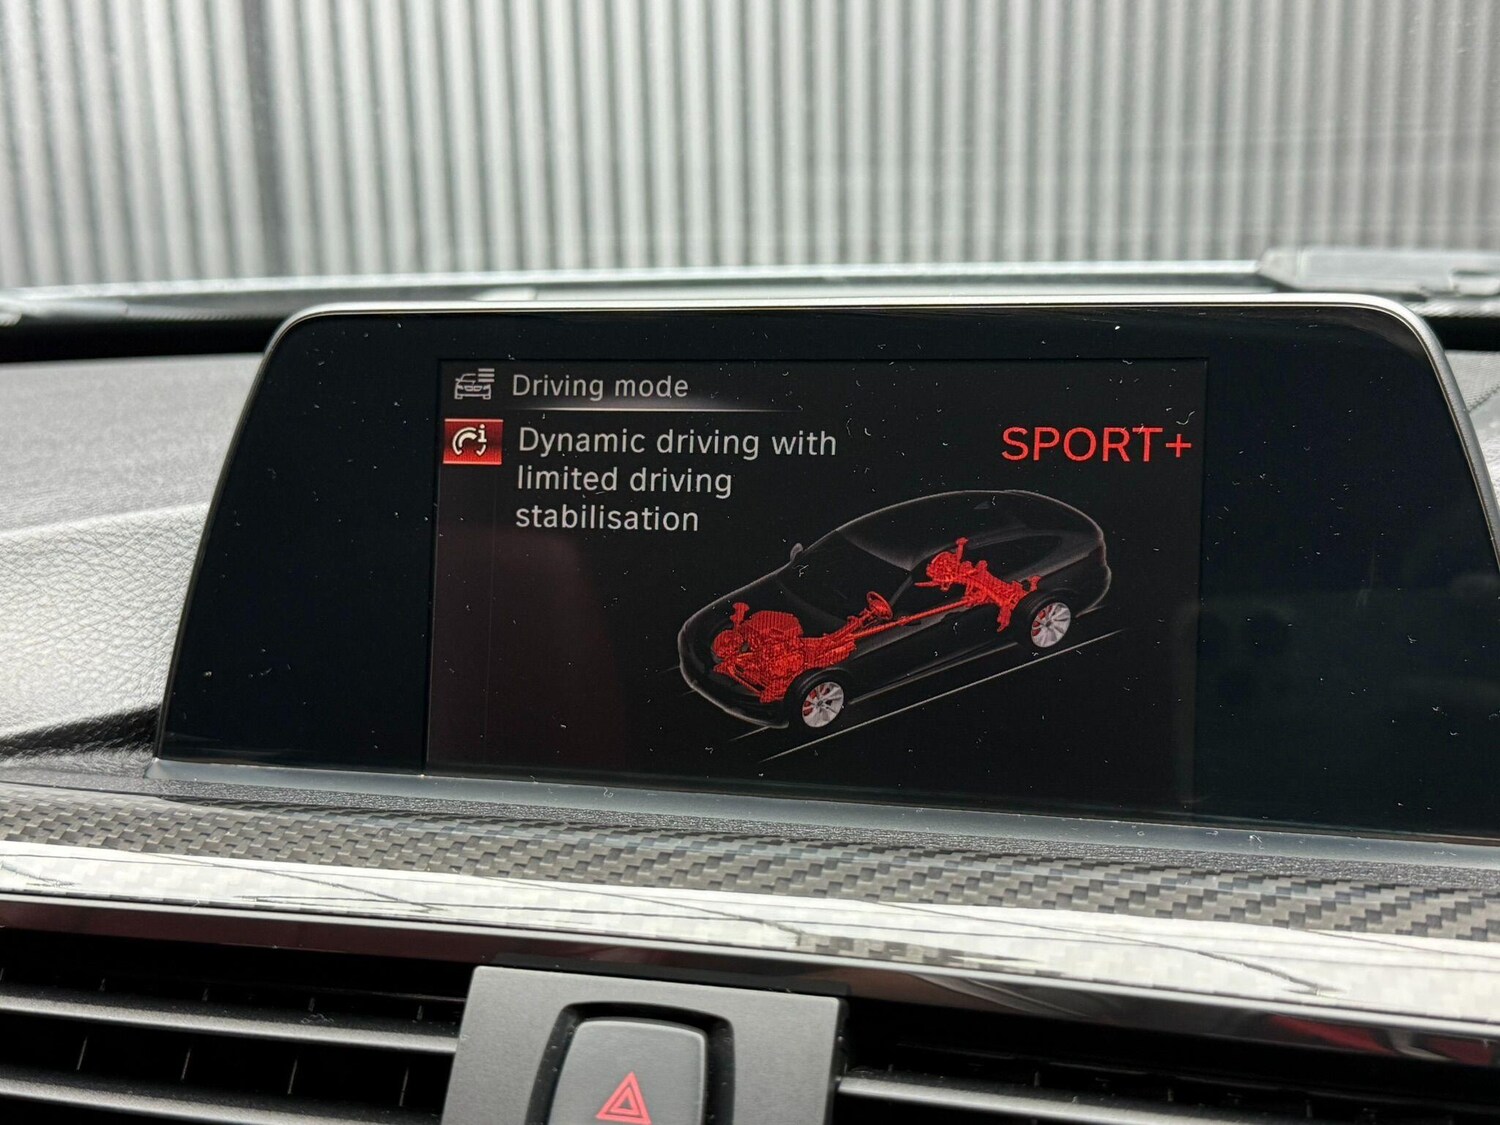 Driving mode
Dynamic driving with
limited driving
stabilisation
SPORT+